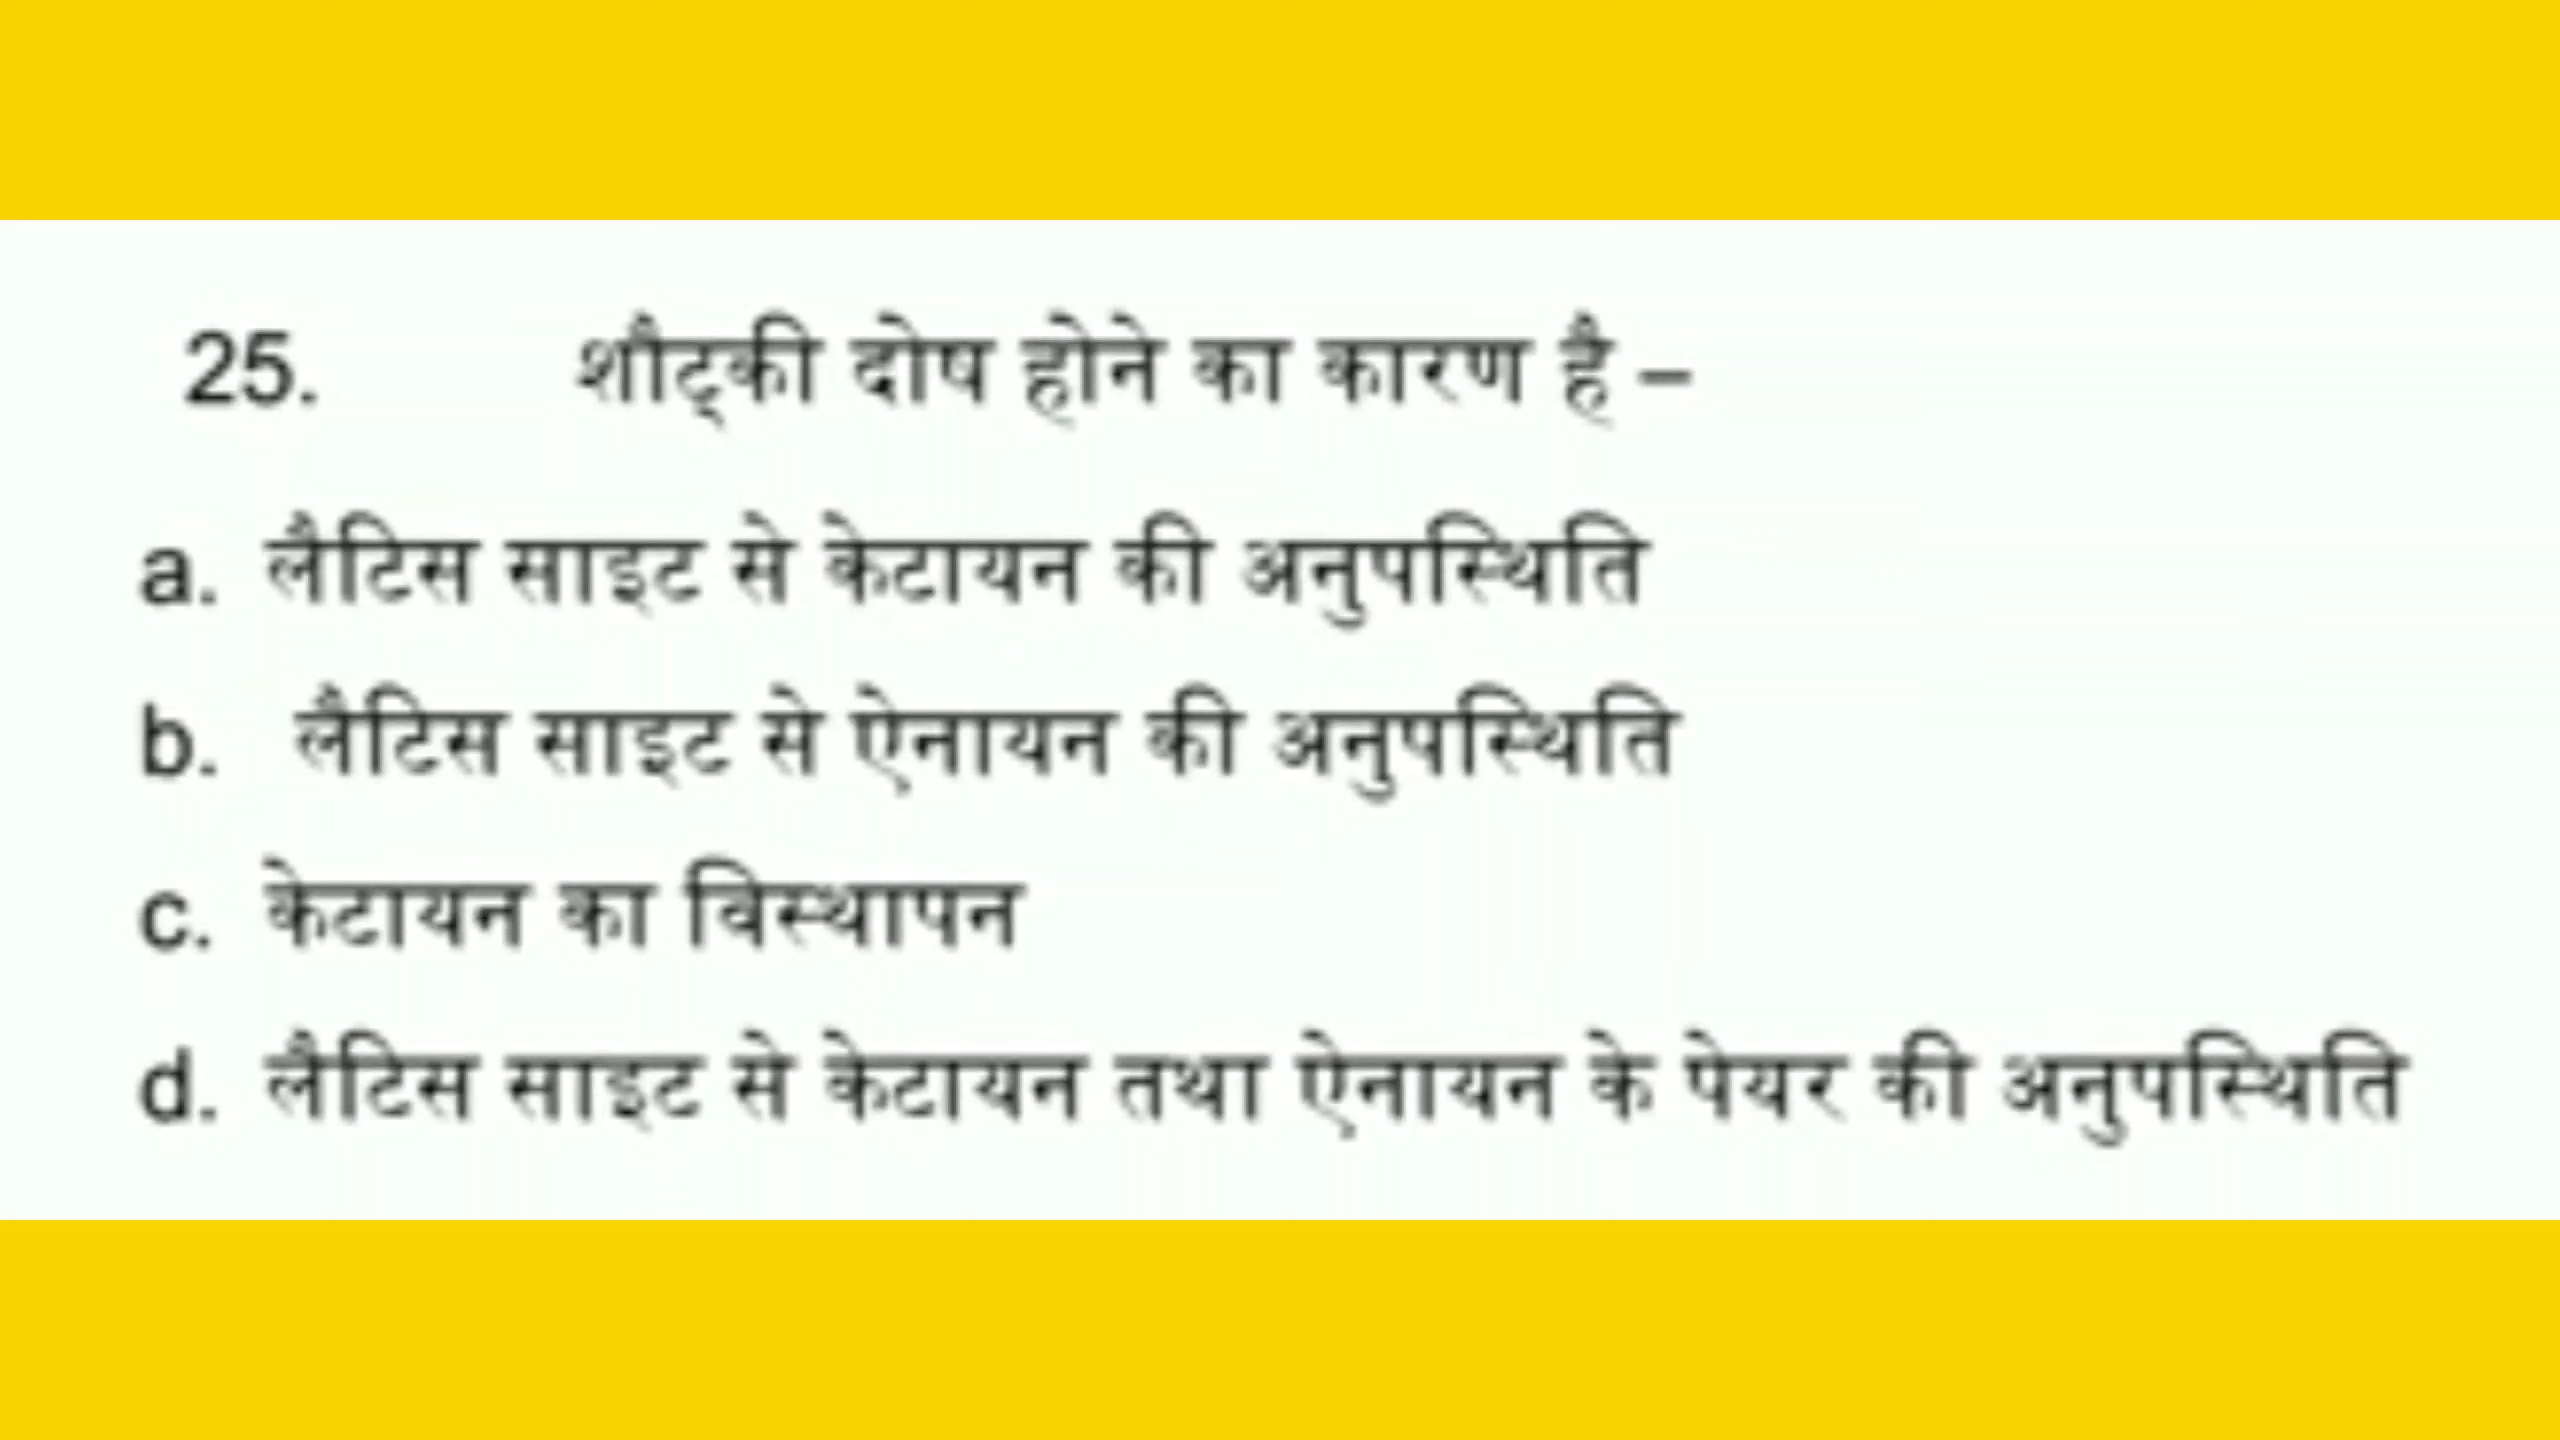 25. शौट्की दोष होने का कारण है –
a. लैटिस साइट से केटायन की अनुपस्थिति
b. लैटिस साइट से ऐनायन की अनुपस्थिति
c. केटायन का विस्थापन
d. लैटिस साइट से केटायन तथा ऐनायन के पेयर की अनुपस्थिति